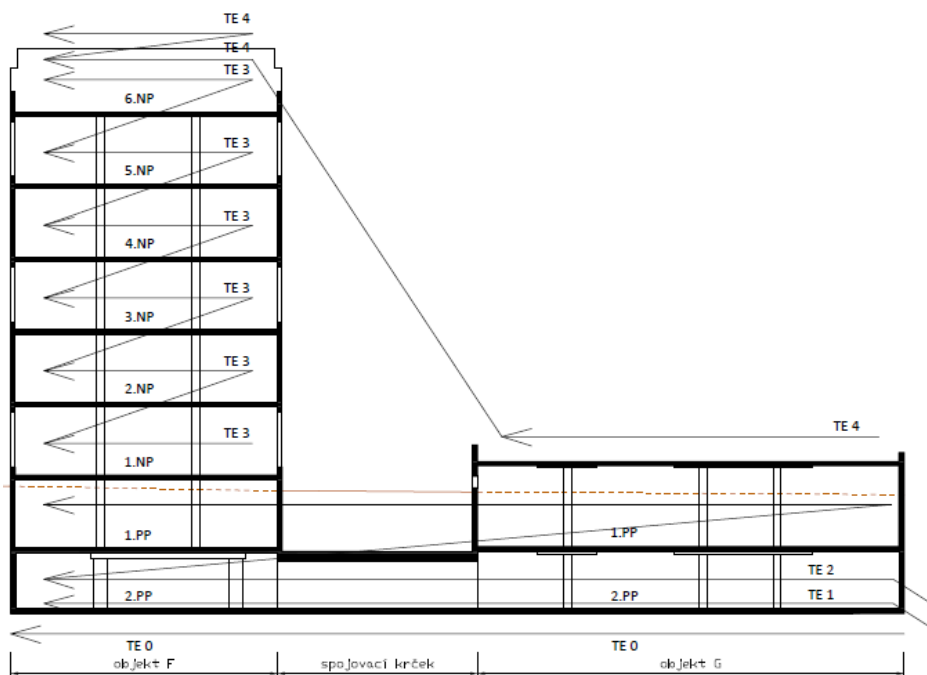 TE 4
TE 4
TE 3
6.NP
TE 3
5.NP
TE 3
4.NP
TE 3
3.NP
TE 3
2.NP
TE 3
TE 4
1.NP
1.PP 1.PP
TE 2
2.PP 2.PP TE 1
TE 0 TE 0
objekt F spojovací krček objekt G